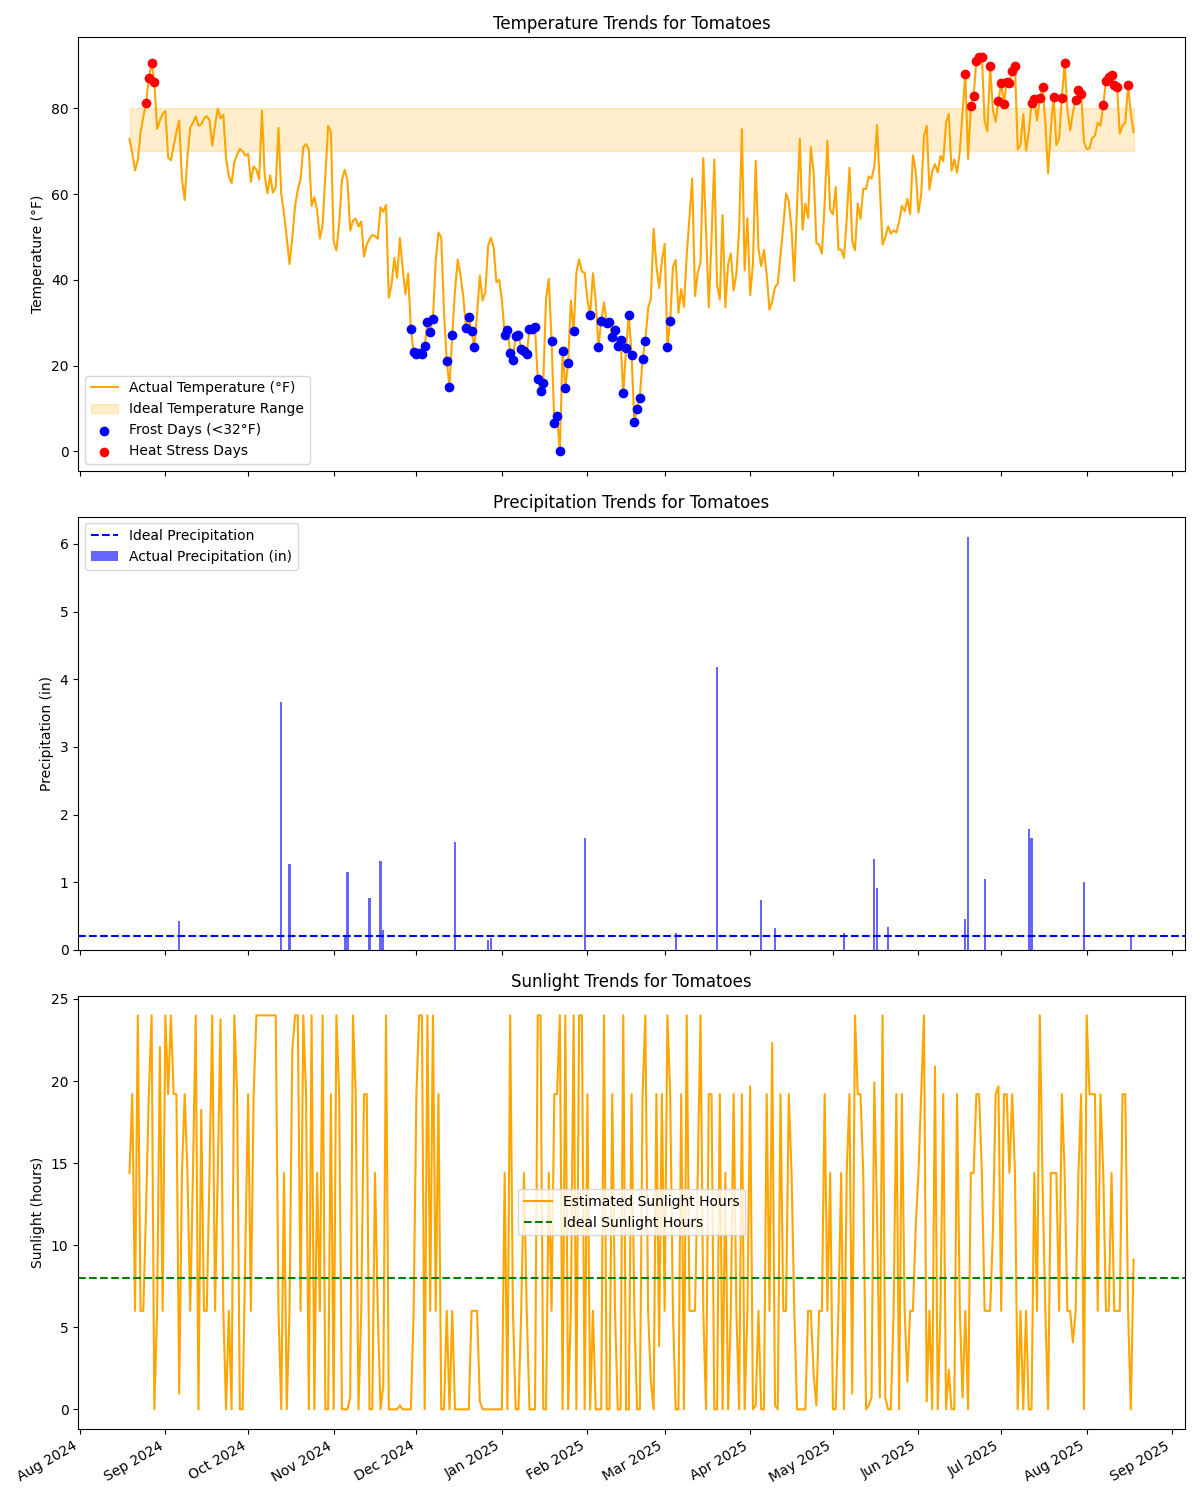 Temperature Trends for Tomatoes
80
60
40
20
0
Temperature (°F)
Actual Temperature (°F)
Ideal Temperature Range
Frost Days (<32°F)
Heat Stress Days
Precipitation Trends for Tomatoes
6
5
4
3
2
1
0
Precipitation (in)
Ideal Precipitation
Actual Precipitation (in)
Sunlight Trends for Tomatoes
25
20
15
10
5
0
Sunlight (hours)
Estimated Sunlight Hours
Ideal Sunlight Hours
Aug 2024
Sep 2024
Oct 2024
Nov 2024
Dec 2024
Jan 2025
Feb 2025
Mar 2025
Apr 2025
May 2025
Jun 2025
Jul 2025
Aug 2025
Sep 2025